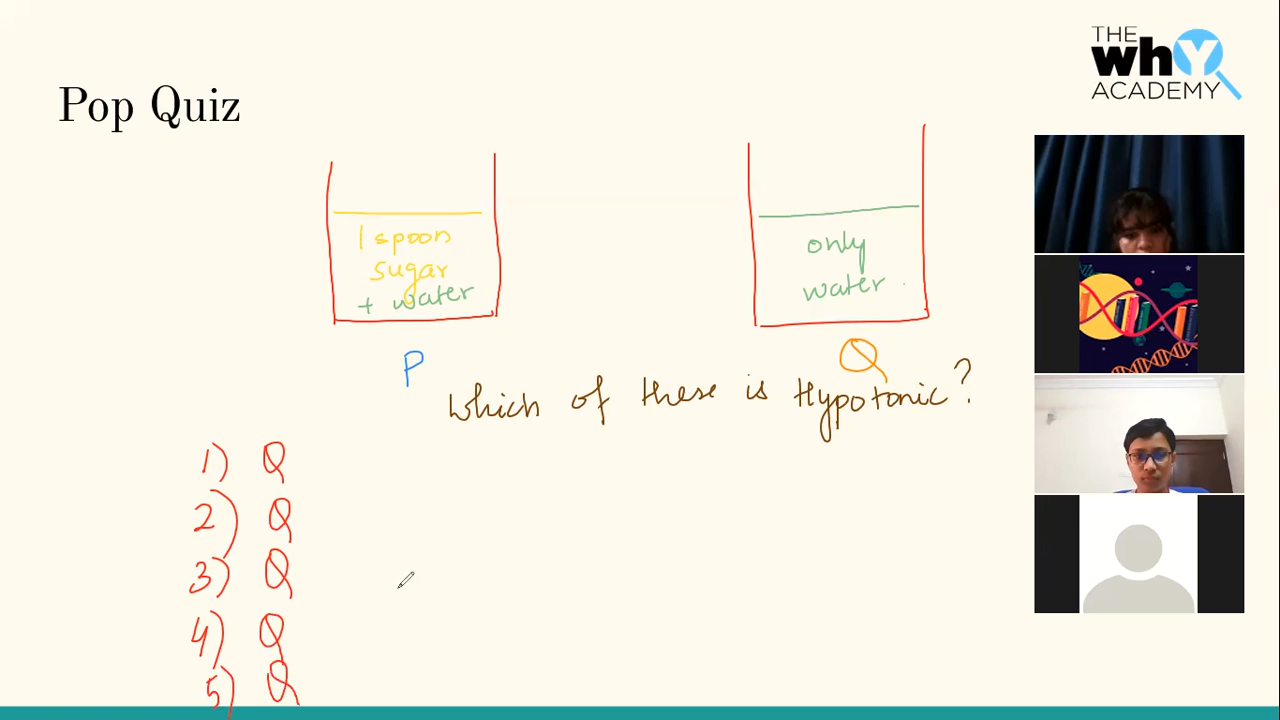 THE
whY
ACADEMY
Pop Quiz
1 spoon
sugar
+ water
only
water
P
Q
Which of these is Hypotonic?
1) Q
2) Q
3) Q
4) Q
5) Q